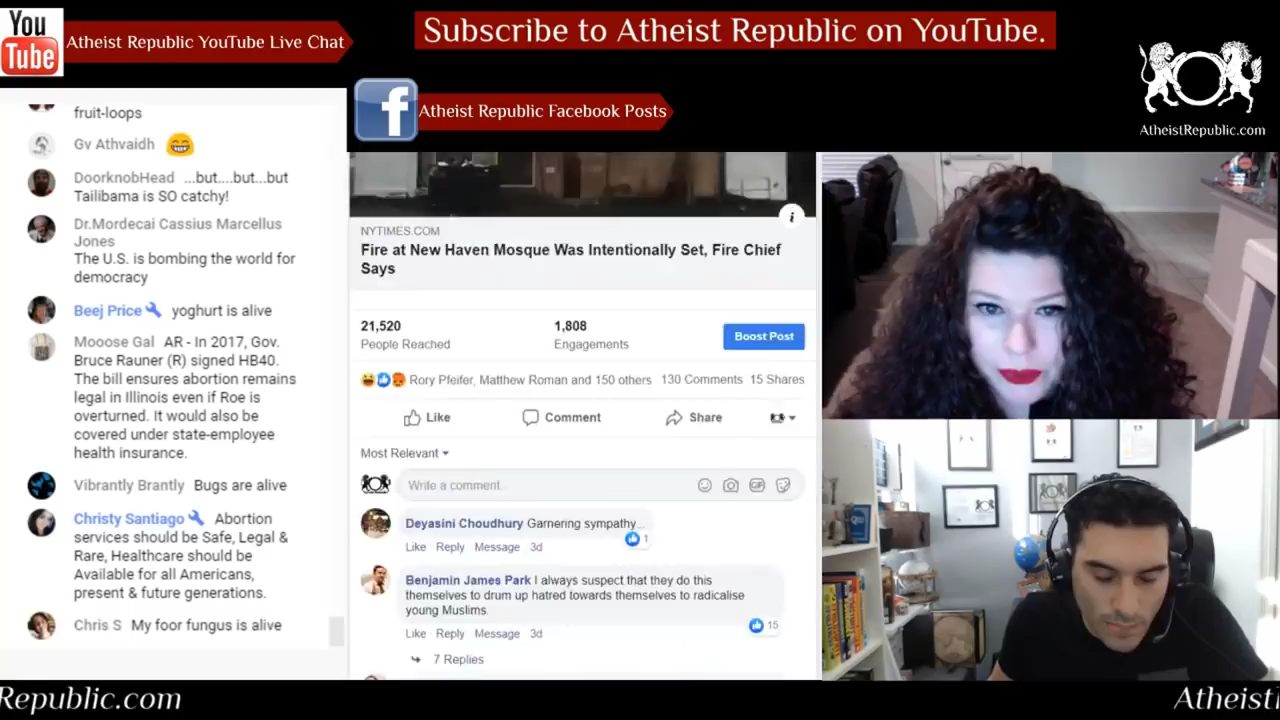 You
Tube
Atheist Republic YouTube Live Chat
Subscribe to Atheist Republic on YouTube.
AtheistRepublic.com
Atheist Republic Facebook Posts
fruit-loops
Gv Athvaidh
DoorknobHead ...but....but...but
Tailibama is SO catchy!
Dr.Mordecai Cassius Marcellus
Jones
The U.S. is bombing the world for
democracy
Beej Price yoghurt is alive
Mooose Gal AR - In 2017, Gov.
Bruce Rauner (R) signed HB40.
The bill ensures abortion remains
legal in Illinois even if Roe is
overturned. It would also be
covered under state-employee
health insurance.
Vibrantly Brantly Bugs are alive
Christy Santiago Abortion
services should be Safe, Legal &
Rare, Healthcare should be
Available for all Americans,
present & future generations.
Chris S My foor fungus is alive
NYTIMES.COM
Fire at New Haven Mosque Was Intentionally Set, Fire Chief
Says
21,520
People Reached
1,808
Engagements
Boost Post
Rory Pfeifer, Matthew Roman and 150 others 130 Comments 15 Shares
Like Comment Share
Most Relevant
Write a comment...
GIF
Deyasini Choudhury Garnering sympathy...
1
Like Reply Message 3d
Benjamin James Park I always suspect that they do this
themselves to drum up hatred towards themselves to radicalise
young Muslims.
15
Like Reply Message 3d
7 Replies
Republic.com
Atheist